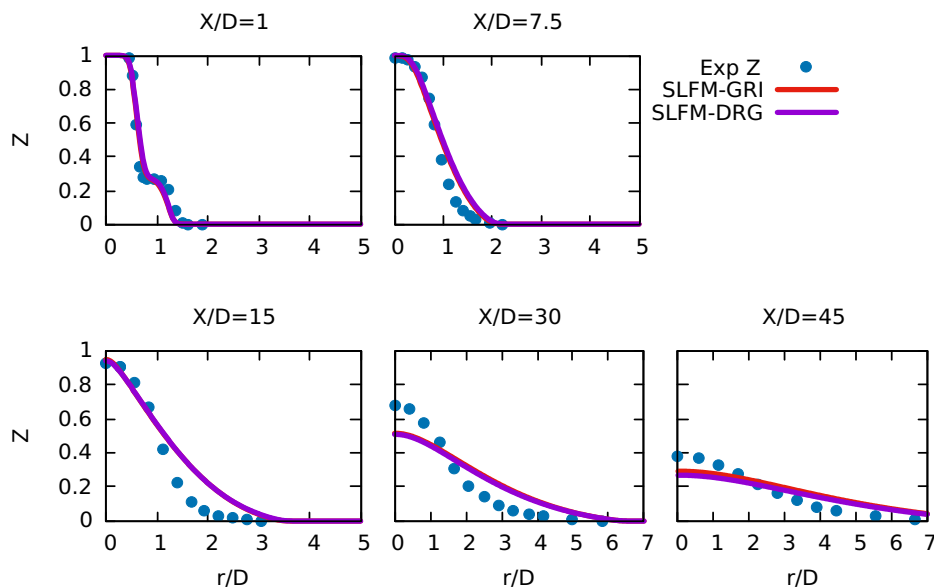 X/D=1
X/D=7.5
Exp Z
SLFM-GRI
SLFM-DRG
Z
1
0.8
0.6
0.4
0.2
0
0 1 2 3 4 5
0 1 2 3 4 5
X/D=15
X/D=30
X/D=45
Z
1
0.8
0.6
0.4
0.2
0
0 1 2 3 4 5
0 1 2 3 4 5 6 7
0 1 2 3 4 5 6 7
r/D
r/D
r/D